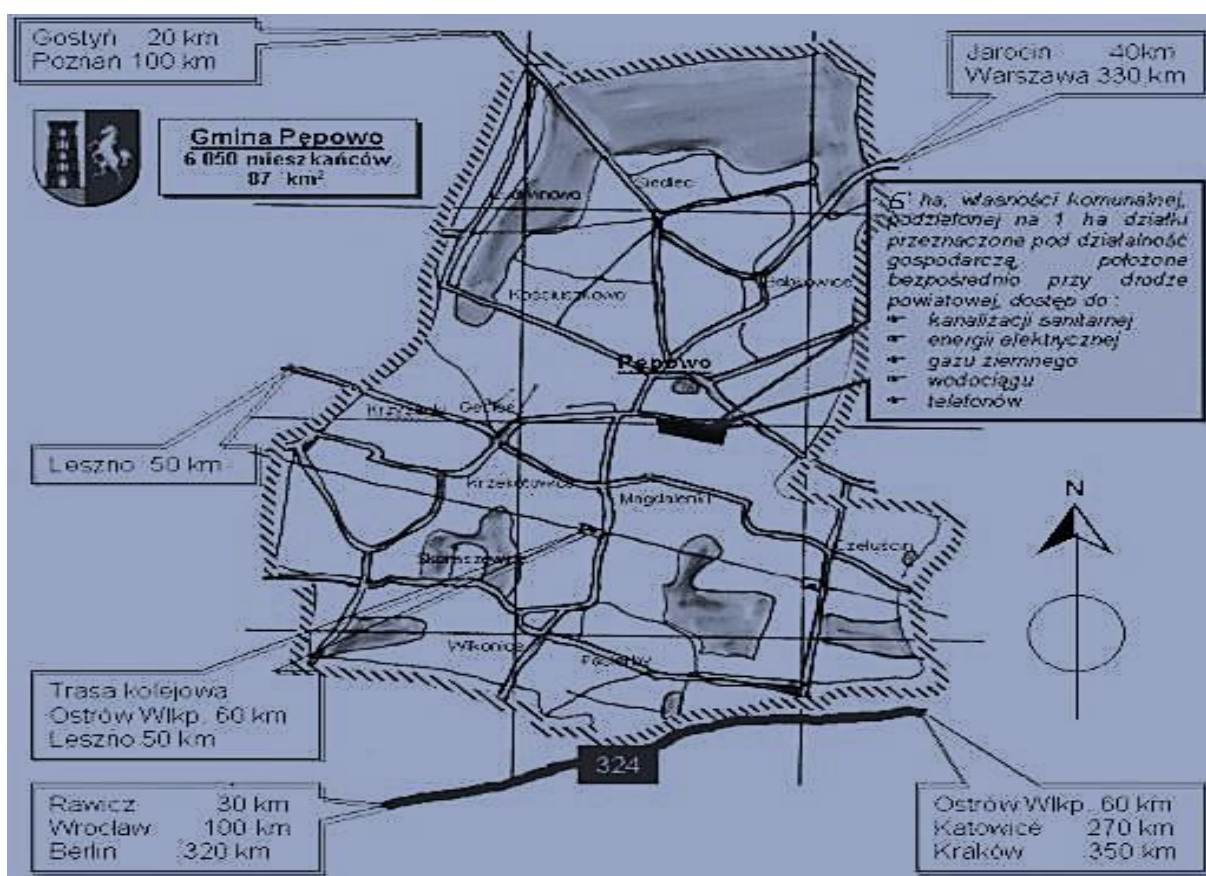 Gostyń 20 km
Poznań 100 km
Jarocin 40km
Warszawa 330 km
Gmina Pępowo
6 050 mieszkańców
87 km²
ha, własności komunalnej,
podzielonej na 1 ha działki
przeznaczone pod działalność
gospodarczą, położone
bezpośrednio przy drodze
powiatowej, dostęp do :
kanalizacji sanitarnej
energii elektrycznej
gazu ziemnego
wodociągu
telefonów
Siedlec
Kościuszkowo
Pępowo
Krzyżanki
Leszno 50 km
Krzekotowice
Magdalenki
Czeluścin
Skoraszewice
Wilkonice
Pasierby
N
Trasa kolejowa
Ostrów Wlkp. 60 km
Leszno 50 km
324
Rawicz 30 km
Wrocław 100 km
Berlin 320 km
Ostrów Wlkp. 60 km
Katowice 270 km
Kraków 350 km